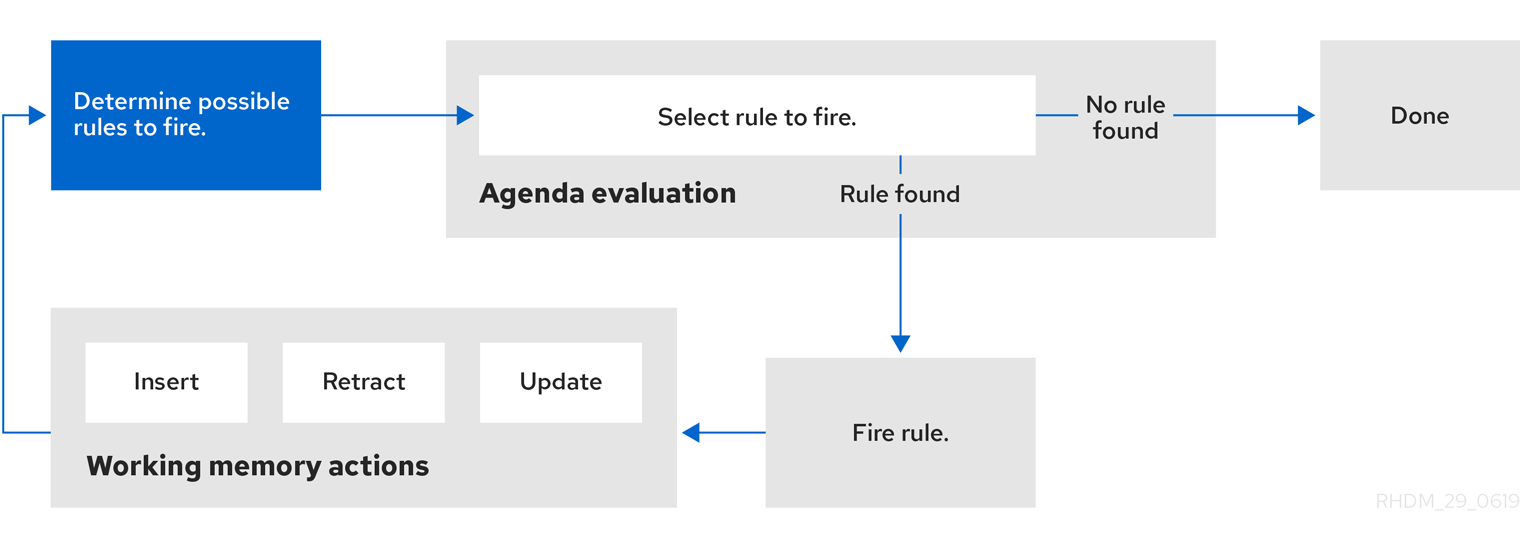 Determine possible
rules to fire.
Select rule to fire.
No rule
found
Done
Agenda evaluation
Rule found
Insert
Retract
Update
Working memory actions
Fire rule.
RHDM_29_0619